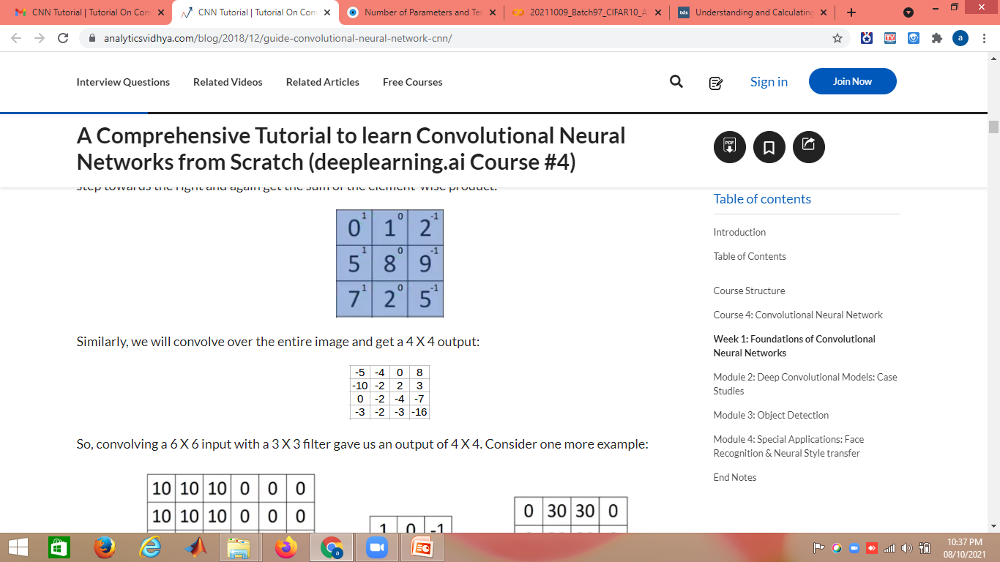 CNN Tutorial | Tutorial On Con
CNN Tutorial | Tutorial On Con
Number of Parameters and Te
20211009_Batch97_CIFAR10_A
tds Understanding and Calculating
analyticsvidhya.com/blog/2018/12/guide-convolutional-neural-network-cnn/
TV
a
Interview Questions Related Videos Related Articles Free Courses
Sign in Join Now
A Comprehensive Tutorial to learn Convolutional Neural
Networks from Scratch (deeplearning.ai Course #4)
PDF
step towards the right and again get the sum of the element-wise product:
0 1 1 0 2 -1
5 1 8 0 9 -1
7 1 2 0 5 -1
Similarly, we will convolve over the entire image and get a 4 X 4 output:
-5 -4 0 8
-10 -2 2 3
0 -2 -4 -7
-3 -2 -3 -16
So, convolving a 6 X 6 input with a 3 X 3 filter gave us an output of 4 X 4. Consider one more example:
10 10 10 0 0 0
10 10 10 0 0 0
1 0 -1
0 30 30 0
Table of contents
Introduction
Table of Contents
Course Structure
Course 4: Convolutional Neural Network
Week 1: Foundations of Convolutional
Neural Networks
Module 2: Deep Convolutional Models: Case
Studies
Module 3: Object Detection
Module 4: Special Applications: Face
Recognition & Neural Style transfer
End Notes
a
10:37 PM
08/10/2021